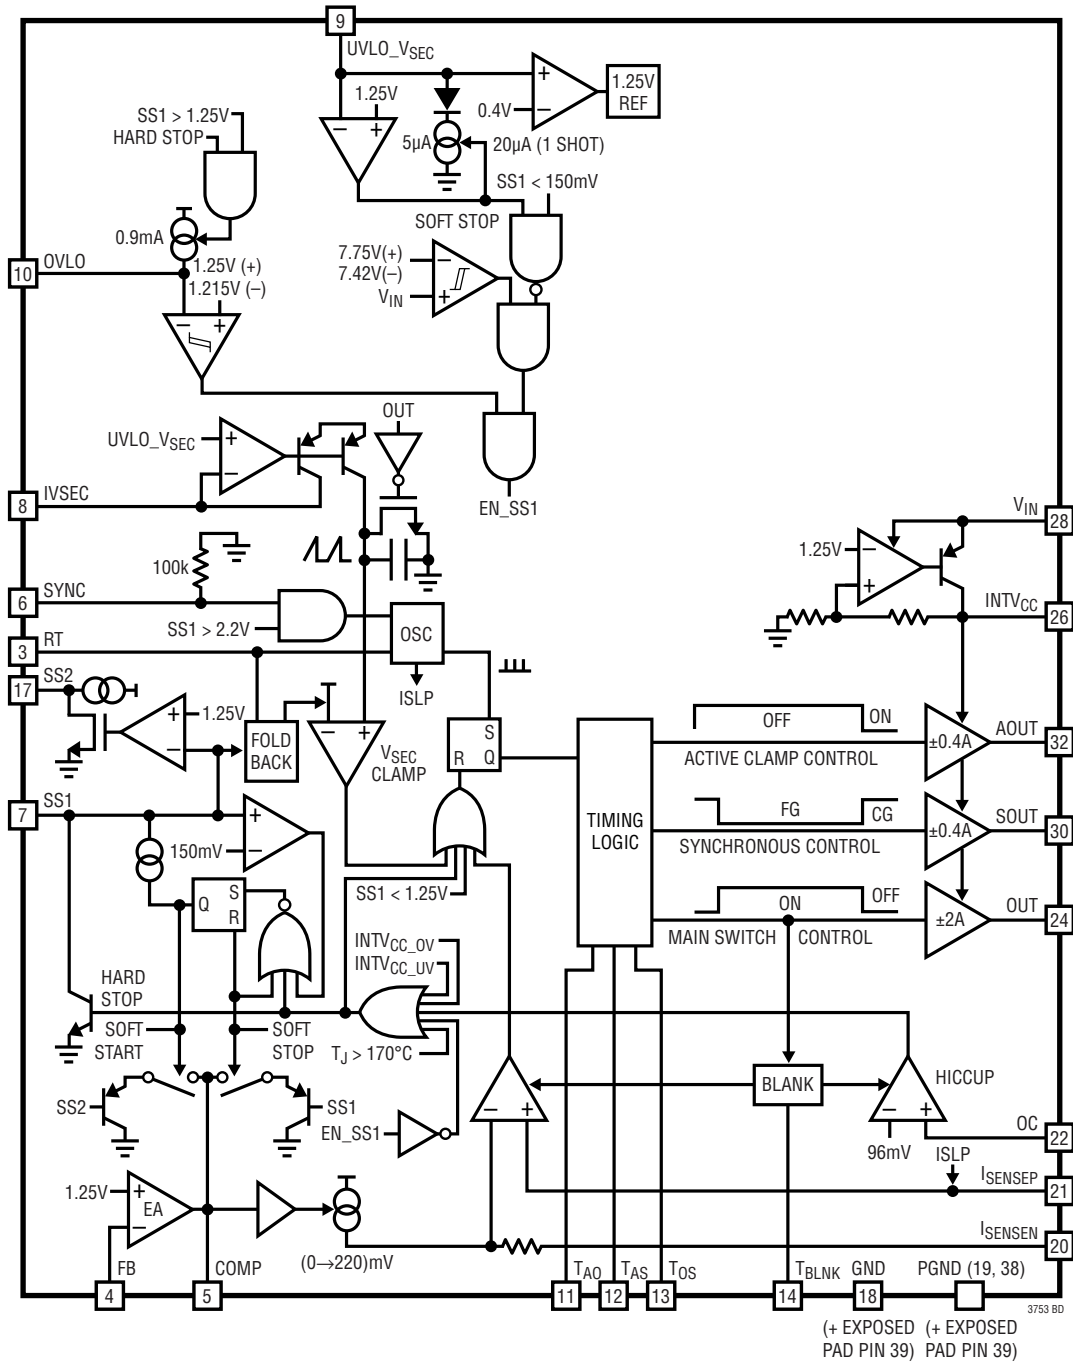 9
UVLO_VSEC
1.25V
+
−
0.4V
1.25V
REF
−
+
5µA
20µA (1 SHOT)
SS1 > 1.25V
HARD STOP
SS1 < 150mV
SOFT STOP
0.9mA
10
OVLO
1.25V (+)
1.215V (–)
−
+
7.75V(+)
7.42V(–)
VIN
−
+
OUT
UVLO_VSEC
+
−
EN_SS1
8
IVSEC
VIN
28
1.25V
−
+
100k
6
SYNC
INTVCC
26
SS1 > 2.2V
OSC
3
RT
ISLP
17
SS2
+
−
1.25V
FOLD
BACK
−
+
VSEC
CLAMP
S
R
Q
OFF
ON
±0.4A
AOUT
32
ACTIVE CLAMP CONTROL
7
SS1
TIMING
LOGIC
FG
CG
±0.4A
SOUT
30
SYNCHRONOUS CONTROL
150mV
+
−
SS1 < 1.25V
Q
S
R
ON
OFF
±2A
OUT
24
MAIN SWITCH
CONTROL
INTVCC_OV
INTVCC_UV
HARD
STOP
SOFT
START
SOFT
STOP
TJ > 170°C
BLANK
HICCUP
−
+
−
+
SS2
SS1
EN_SS1
96mV
OC
22
ISLP
ISENSEP
21
1.25V
+
−
EA
ISENSEN
20
(0→220)mV
FB
COMP
TAO
TAS
TOS
TBLNK
GND
PGND (19, 38)
4
5
11
12
13
14
18
3753 BD
(+ EXPOSED
PAD PIN 39)
(+ EXPOSED
PAD PIN 39)